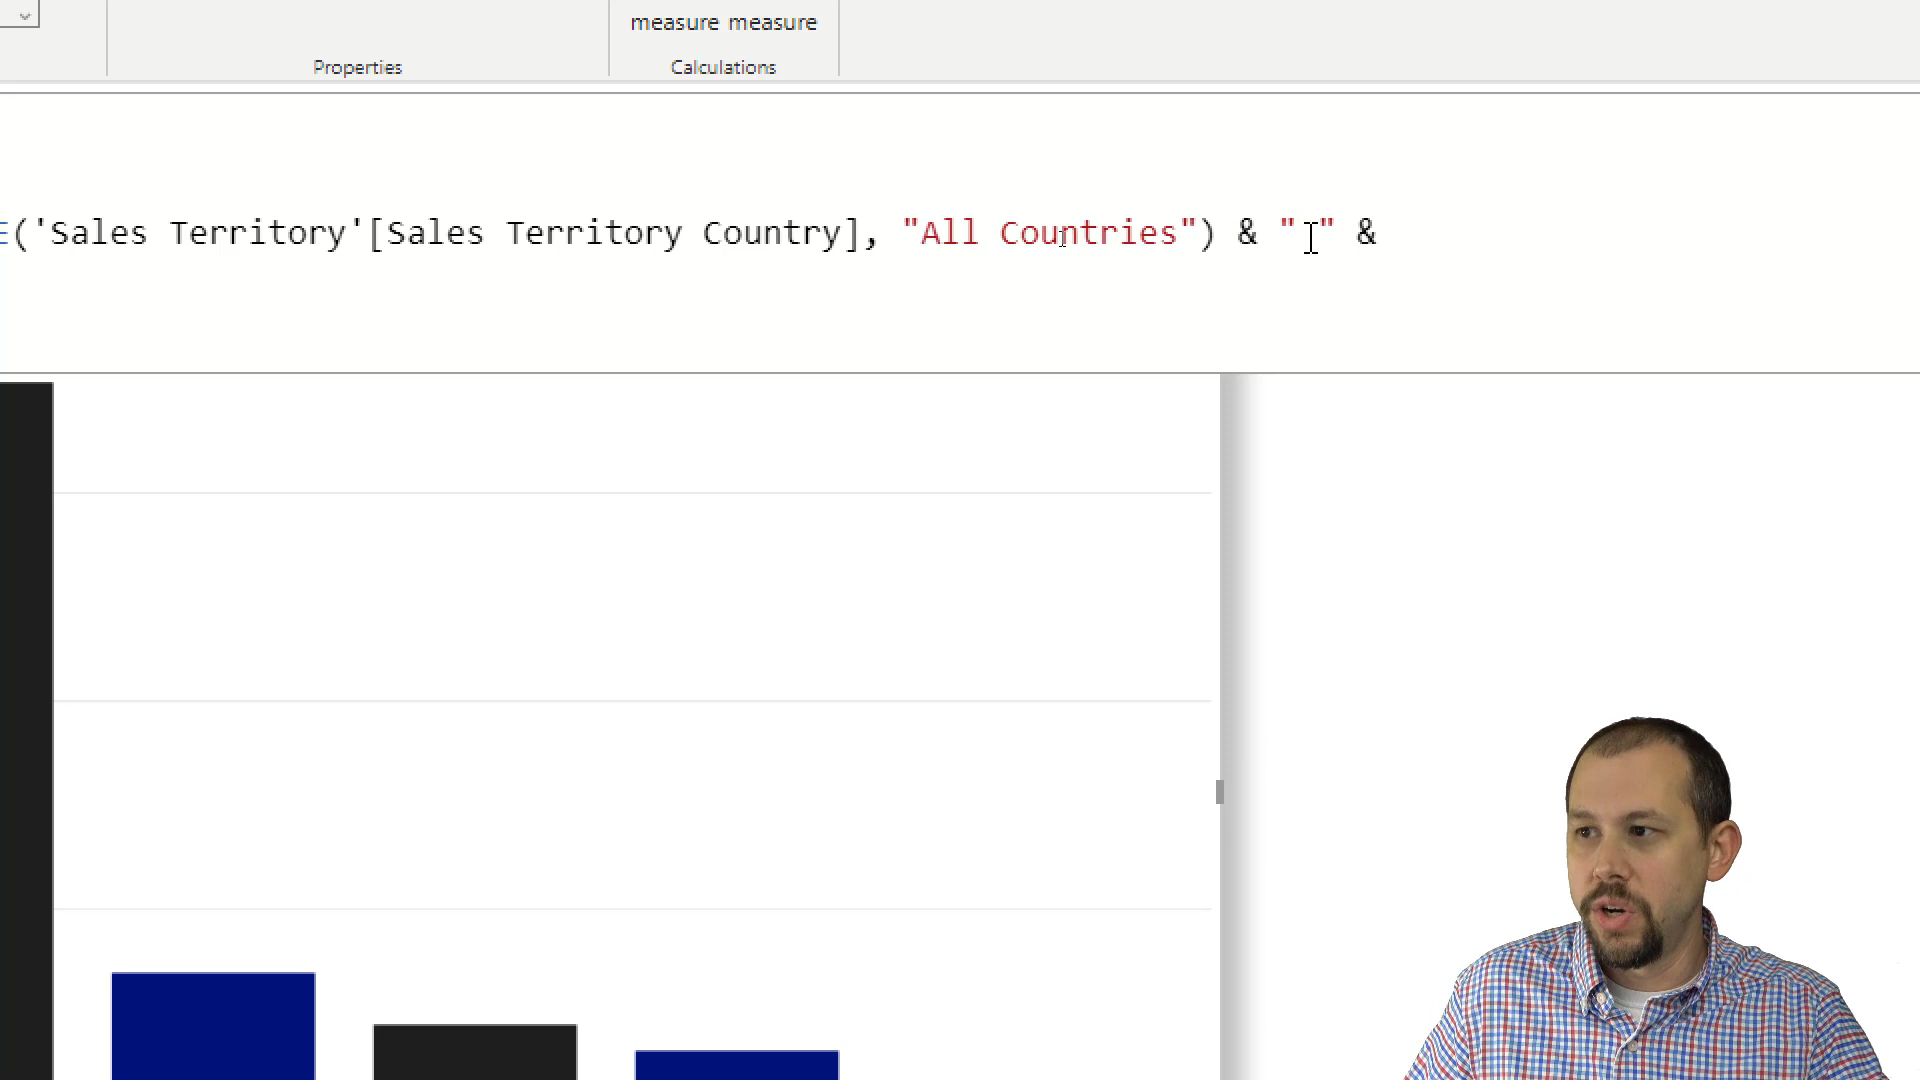 measure measure
Properties
Calculations
E('Sales Territory'[Sales Territory Country], "All Countries") & " " &